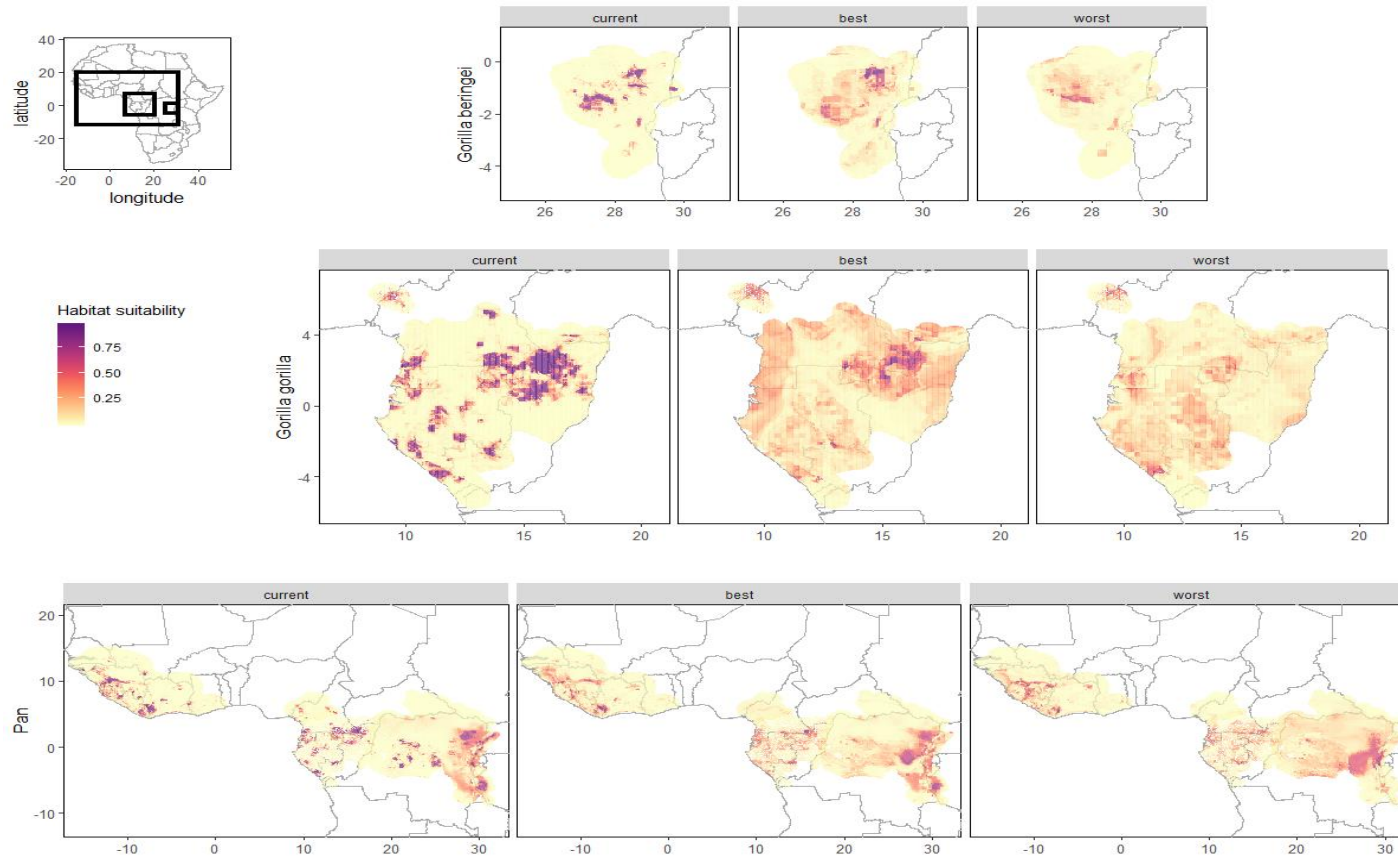 current best worst
40
20
0
-20
latitude
-20 0 20 40
longitude
0
-2
-4
Gorilla beringei
26 28 30 26 28 30 26 28 30
current best worst
Habitat suitability
0.75
0.50
0.25
4
0
-4
Gorilla gorilla
10 15 20 10 15 20 10 15 20
current best worst
20
10
0
-10
Pan
-10 0 10 20 30 -10 0 10 20 30 -10 0 10 20 30